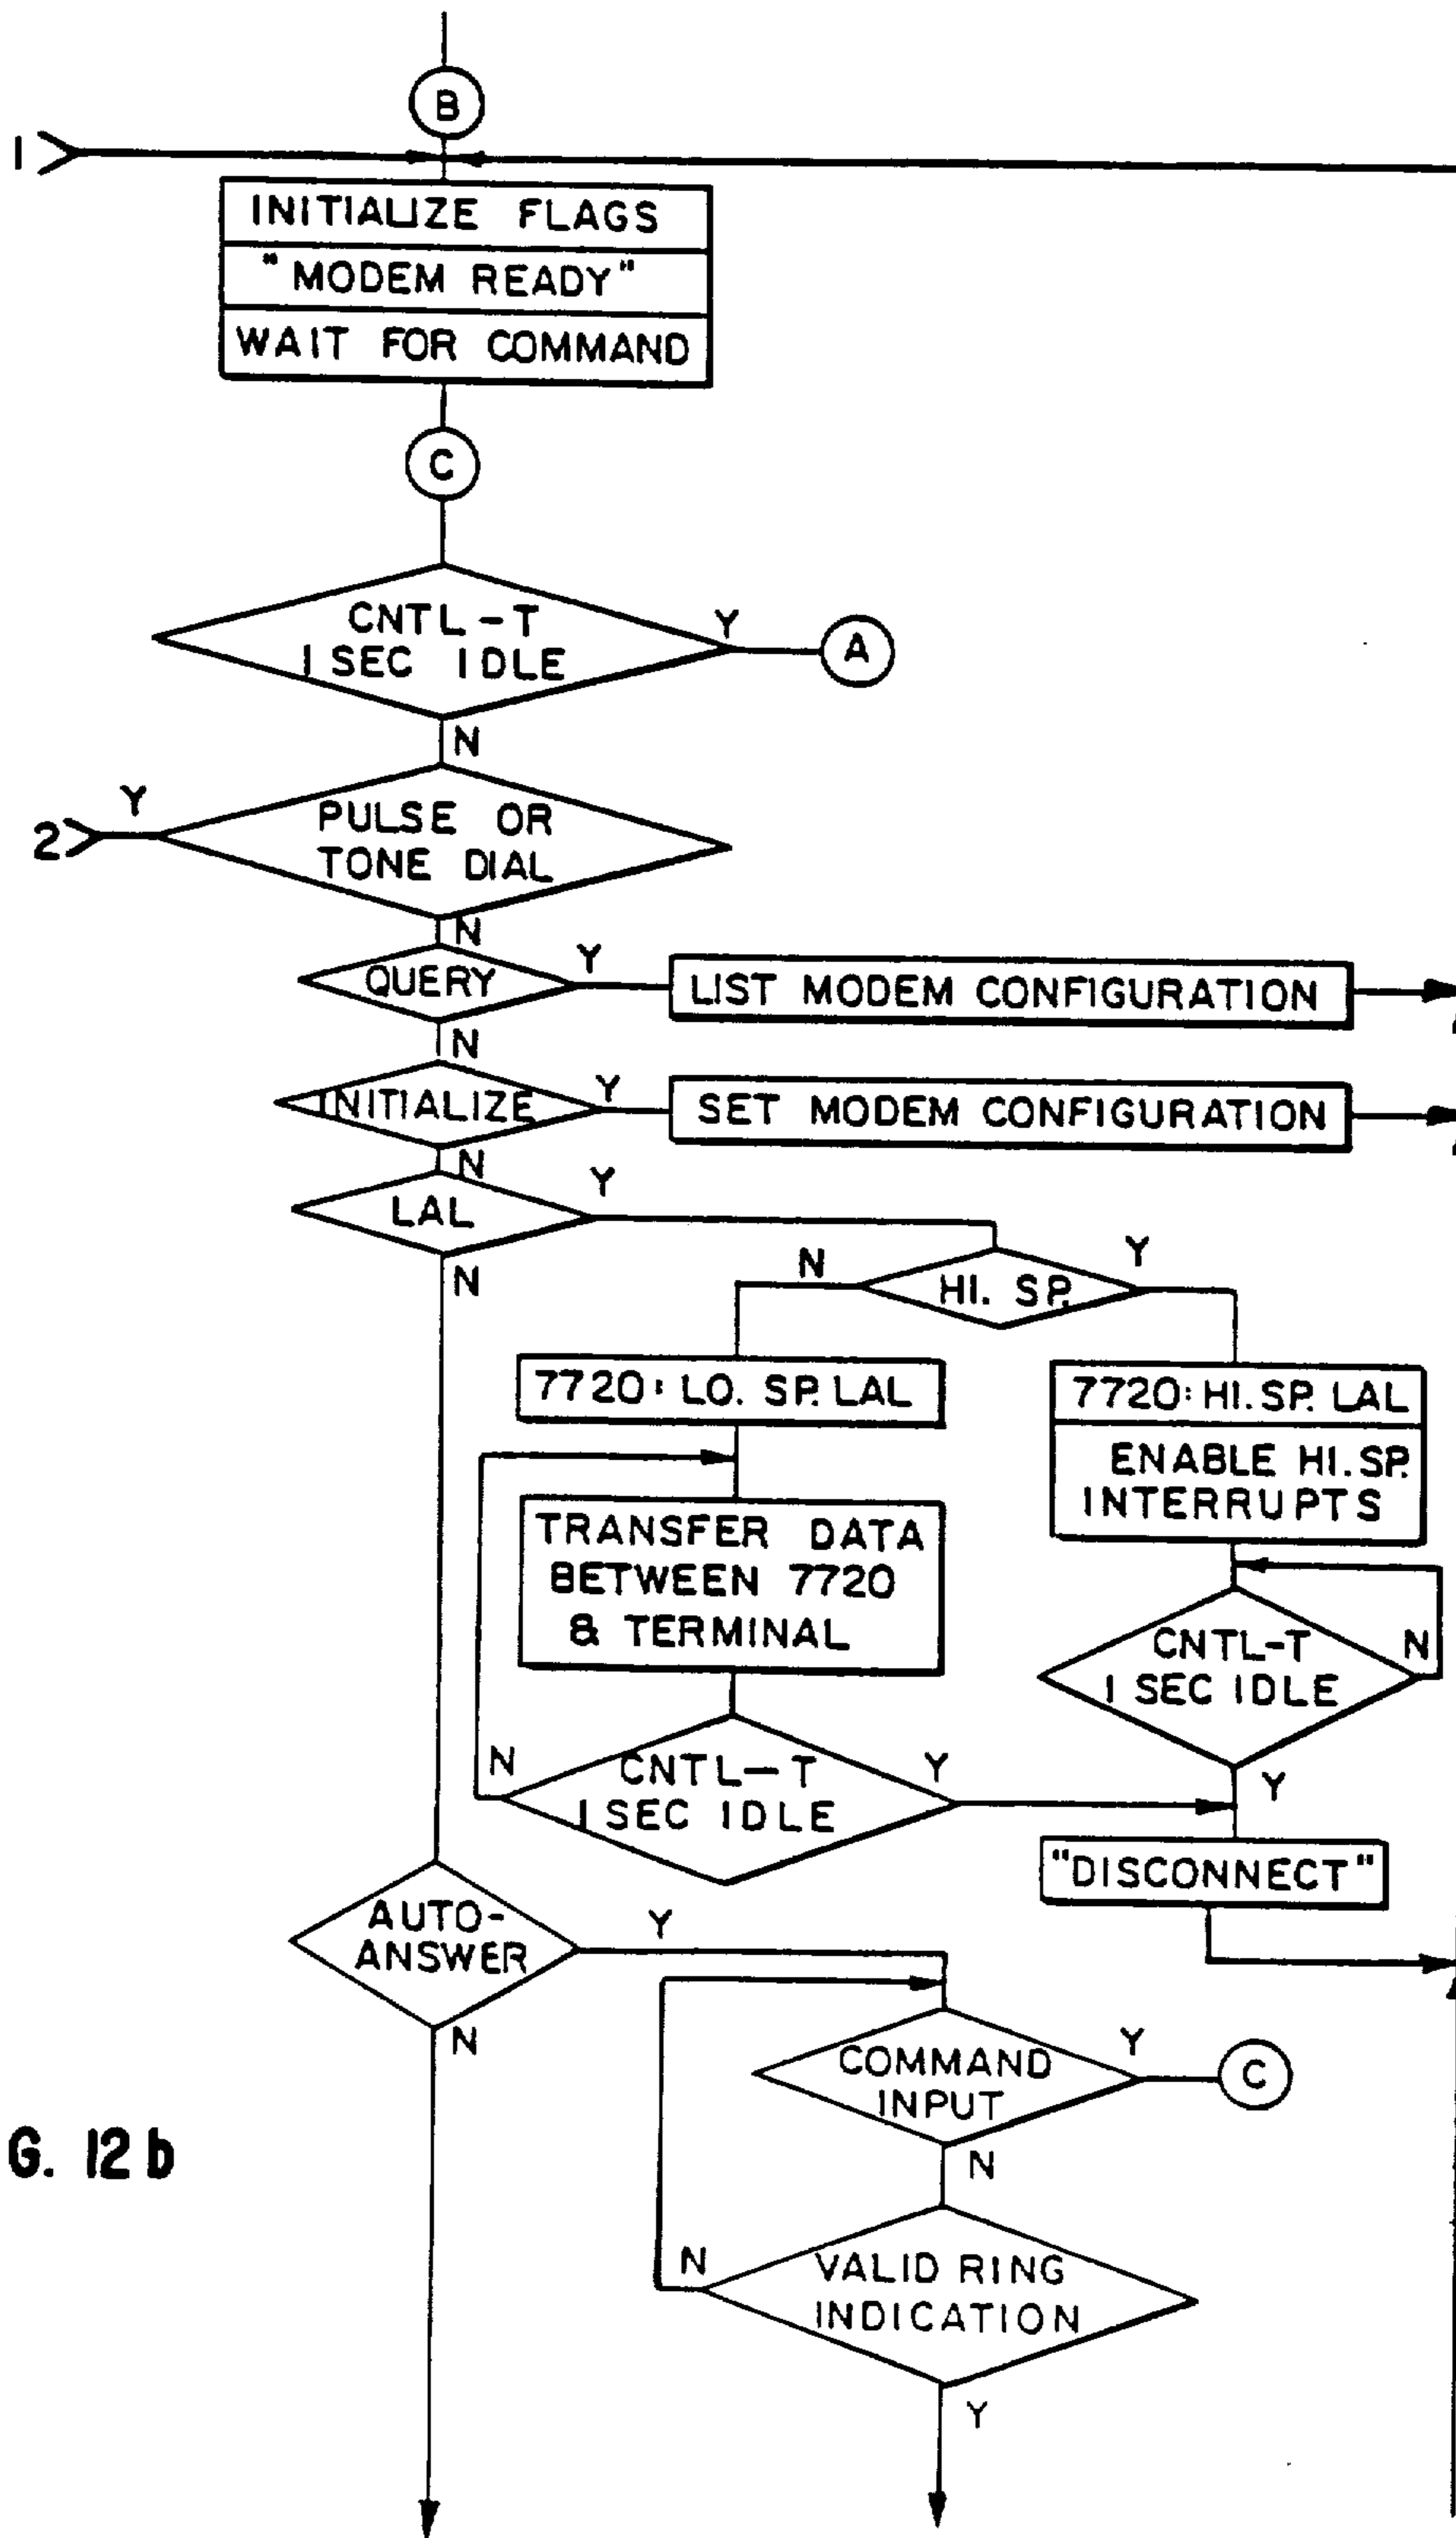 B
1
INITIALIZE FLAGS
"MODEM READY"
WAIT FOR COMMAND
C
CNTL-T
1 SEC IDLE
Y
A
N
Y
2
PULSE OR
TONE DIAL
N
QUERY
Y
LIST MODEM CONFIGURATION
N
INITIALIZE
Y
SET MODEM CONFIGURATION
N
LAL
Y
N
N
HI. SP.
Y
7720: LO. SP. LAL
7720: HI. SP. LAL
ENABLE HI. SP.
INTERRUPTS
TRANSFER DATA
BETWEEN 7720
& TERMINAL
CNTL-T
1 SEC IDLE
N
Y
N
CNTL-T
1 SEC IDLE
Y
"DISCONNECT"
AUTO-
ANSWER
Y
N
COMMAND
INPUT
Y
C
N
G. 12b
N
VALID RING
INDICATION
Y